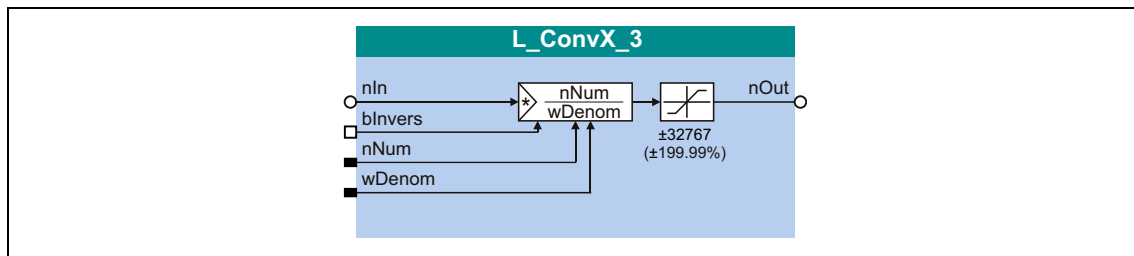 L_ConvX_3
nIn
bInvers
nNum
wDenom
*
nNum
wDenom
nOut
±32767
(±199.99%)